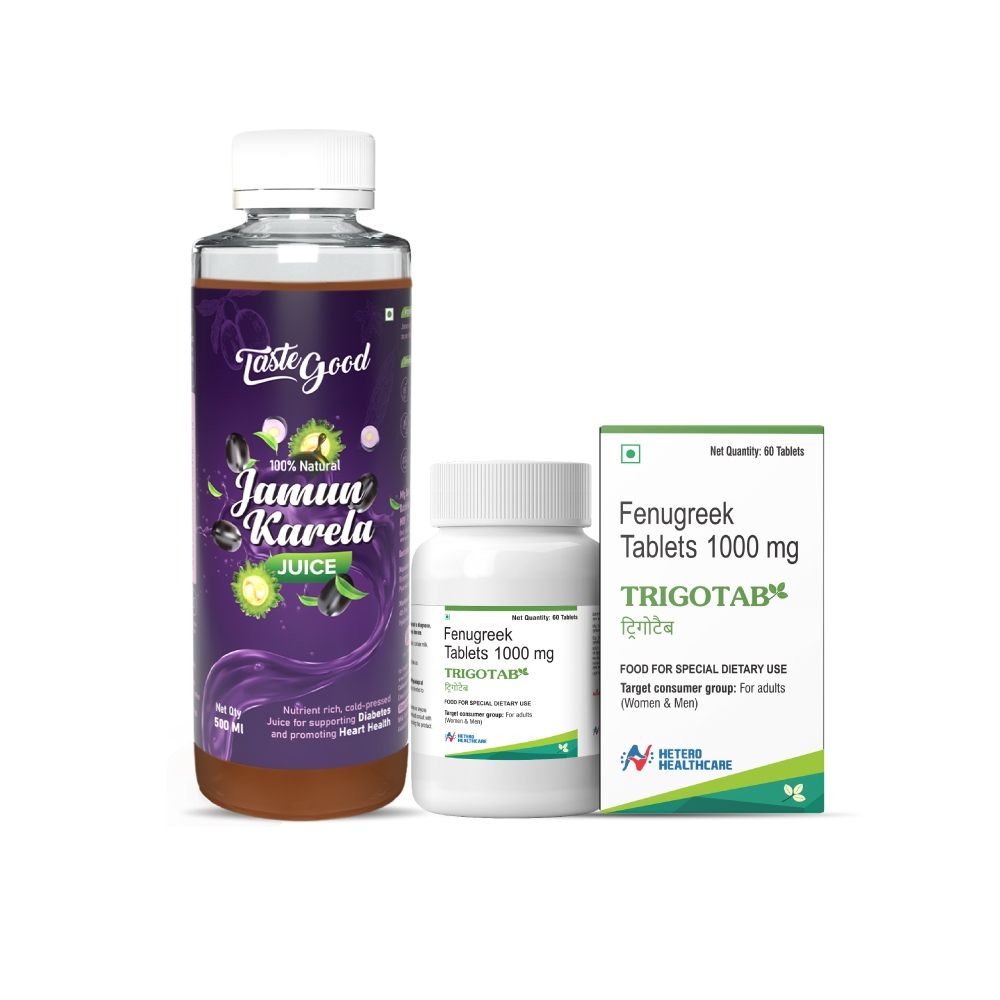 Taste Good
100% Natural
Jamun
Karela
JUICE
Net Qty
500 Ml
Nutrient rich, cold-pressed
Juice for supporting Diabetes
and promoting Heart Health
Net Quantity: 60 Tablets
Fenugreek
Tablets 1000 mg
TRIGOTAB
ट्रिगोटैब
FOOD FOR SPECIAL DIETARY USE
Target consumer group: For adults
(Women & Men)
HETERO
HEALTHCARE
Net Quantity: 60 Tablets
Fenugreek
Tablets 1000 mg
TRIGOTAB
ट्रिगोटैब
FOOD FOR SPECIAL DIETARY USE
Target consumer group: For adults
(Women & Men)
HETERO
HEALTHCARE